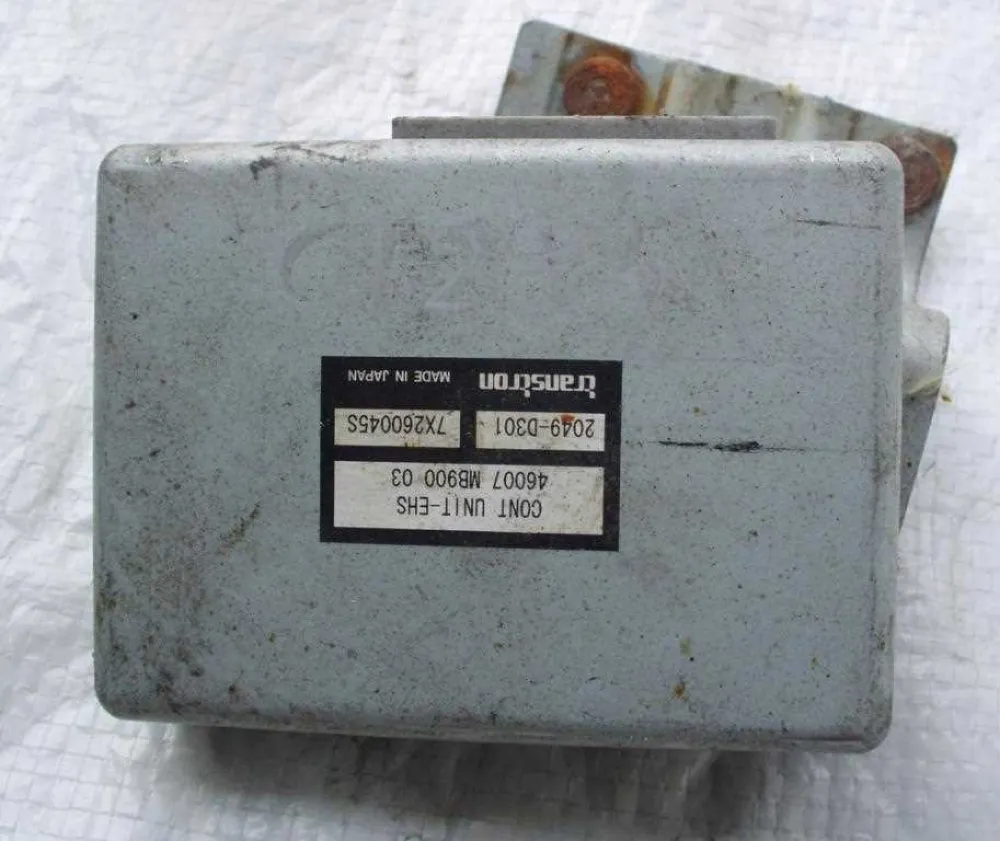 CONT UNIT-EHS
46007 MB900 03
2049-D301 7X260045S
transtron MADE IN JAPAN